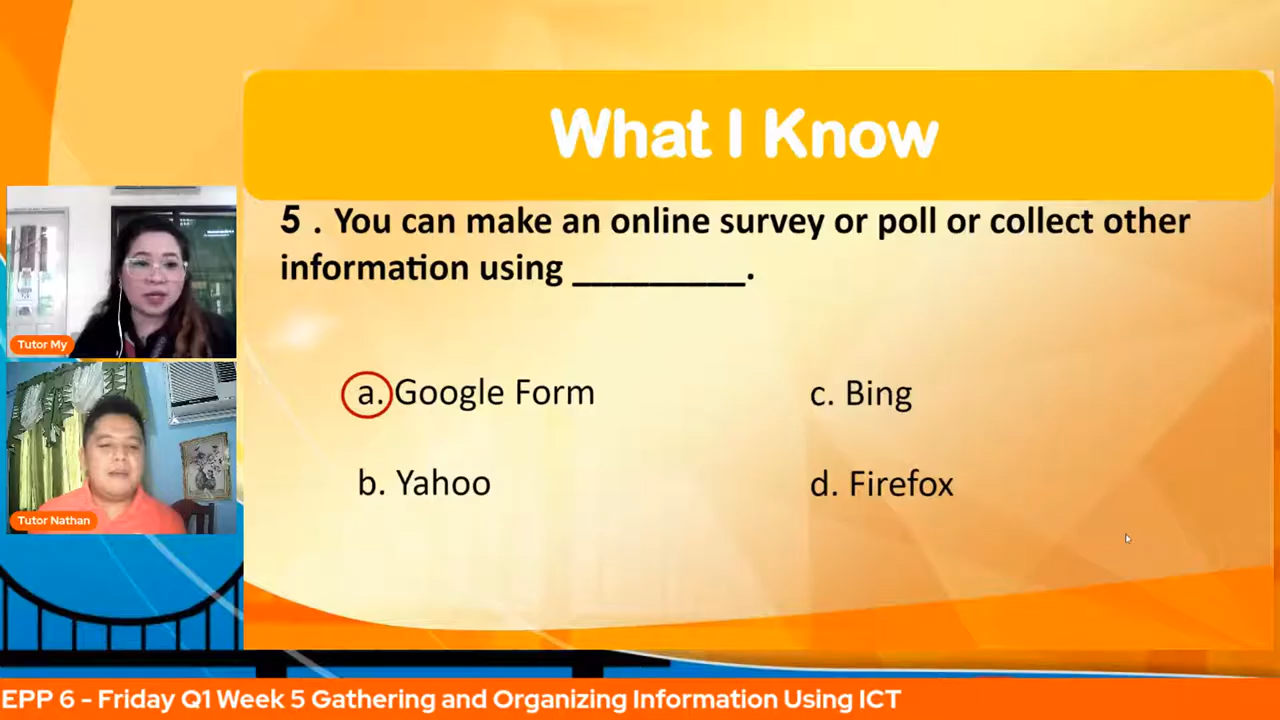 What I Know
5 . You can make an online survey or poll or collect other
information using _________.
a. Google Form
c. Bing
b. Yahoo
d. Firefox
Tutor My
Tutor Nathan
EPP 6 - Friday Q1 Week 5 Gathering and Organizing Information Using ICT